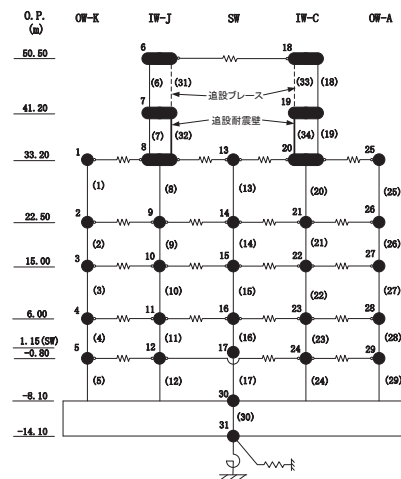 O.P. OW-K IW-J SW IW-C OW-A
(m)
50.50 6 18
(6) (31) (33) (18)
追設ブレース
41.20 7 19
追設耐震壁
(7) (32) (34) (19)
33.20 1 8 13 20 25
(1) (8) (13) (20) (25)
22.50 2 9 14 21 26
(2) (9) (14) (21) (26)
15.00 3 10 15 22 27
(3) (10) (15) (22) (27)
6.00 4 11 16 23 28
(4) (11) (16) (23) (28)
1.15(SW) 17
-0.80 5 12 24 29
(5) (12) (17) (24) (29)
-8.10 30
(30)
-14.10 31